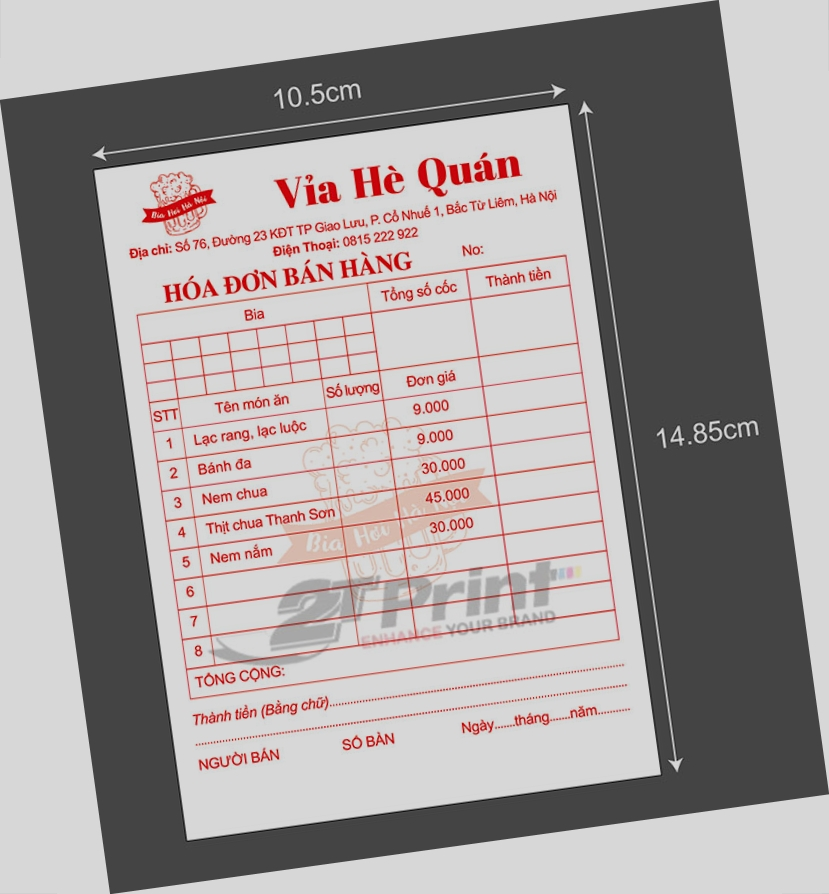 10.5cm
Bia Hơi Hà Nội
Vỉa Hè Quán
Địa chỉ: Số 76, Đường 23 KĐT TP Giao Lưu, P. Cổ Nhuế 1, Bắc Từ Liêm, Hà Nội
Điện Thoại: 0815 222 922
HÓA ĐƠN BÁN HÀNG No:
Bia Tổng số cốc Thành tiền
STT Tên món ăn Số lượng Đơn giá
1 Lạc rang, lạc luộc 9.000
2 Bánh đa 9.000
3 Nem chua 30.000
4 Thịt chua Thanh Sơn 45.000
5 Nem nắm 30.000
6
7
8
Bia Hơi Hà Nội
2T Print
ENHANCE YOUR BRAND
TỔNG CỘNG:
Thành tiền (Bằng chữ)..........
NGƯỜI BÁN SỐ BÀN Ngày......tháng......năm..........
14.85cm